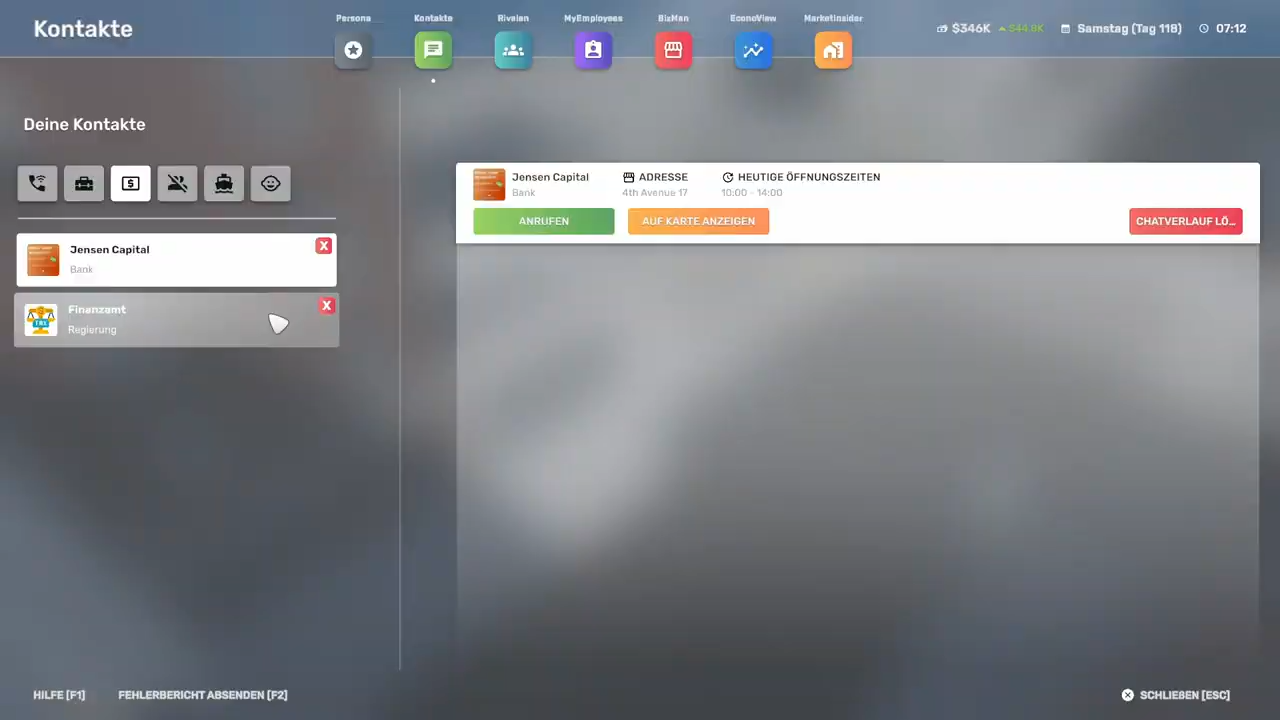 Kontakte
Persona
Kontakte
Rivalen
MyEmployees
BizMan
EconoView
MarketInsider
$346K
$44.8K
Samstag (Tag 118)
07:12
Deine Kontakte
Jensen Capital
Bank
X
Finanzamt
Regierung
X
TAX
Jensen Capital
Bank
ADRESSE
4th Avenue 17
HEUTIGE ÖFFNUNGSZEITEN
10:00 - 14:00
ANRUFEN
AUF KARTE ANZEIGEN
CHATVERLAUF LÖ...
HILFE [F1]
FEHLERBERICHT ABSENDEN [F2]
SCHLIEẞEN [ESC]